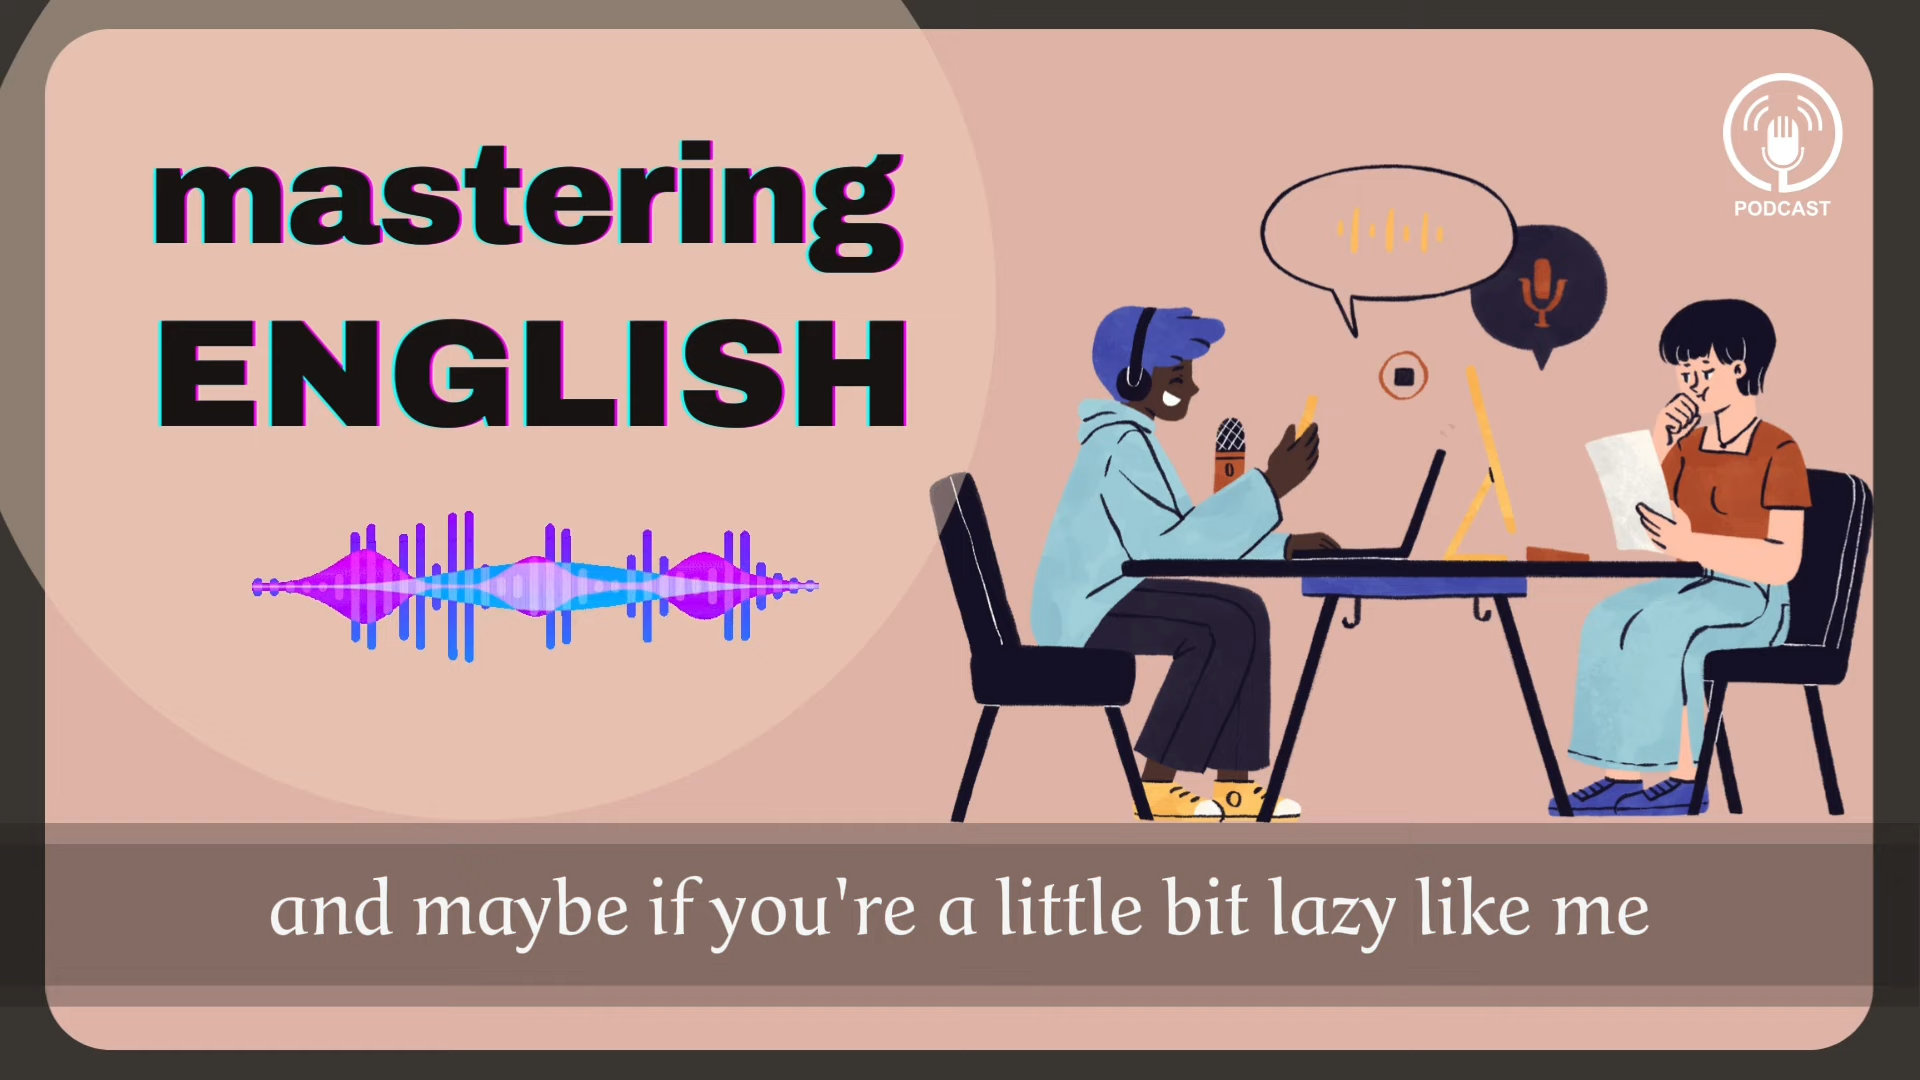 mastering
ENGLISH
PODCAST
and maybe if you're a little bit lazy like me